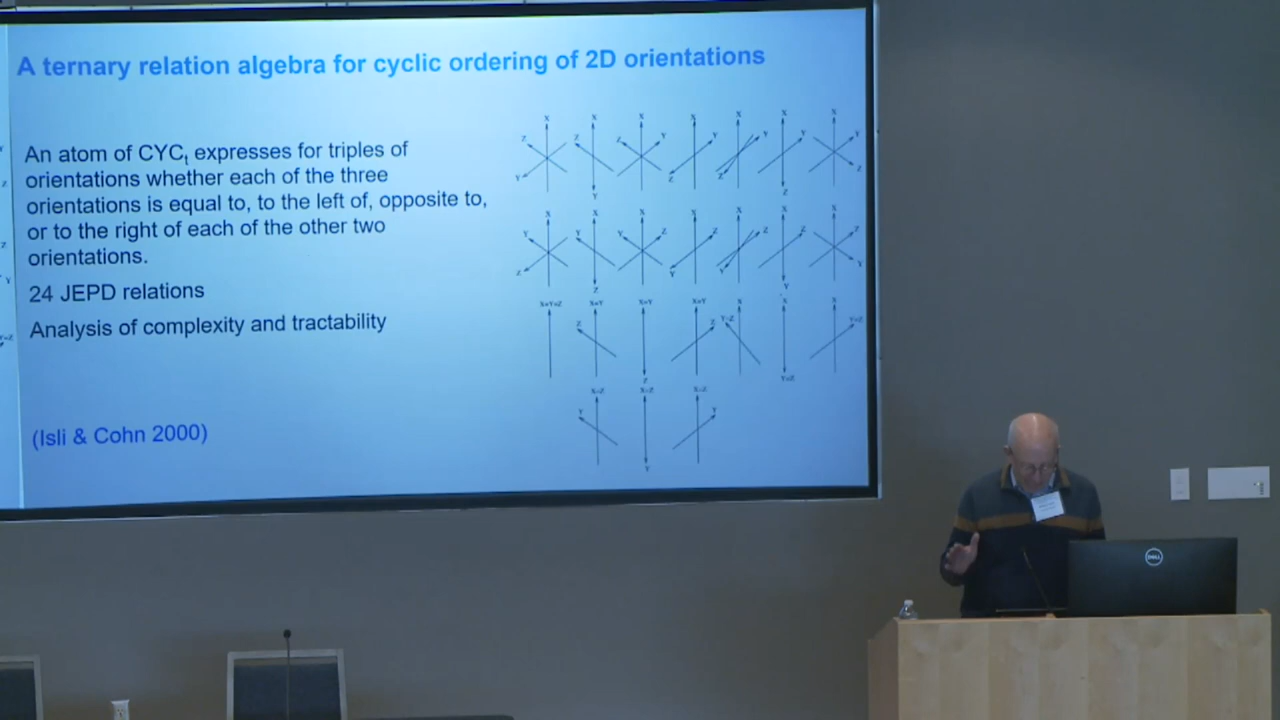 A ternary relation algebra for cyclic ordering of 2D orientations
An atom of CYCt expresses for triples of
orientations whether each of the three
orientations is equal to, to the left of, opposite to,
or to the right of each of the other two
orientations.
24 JEPD relations
Analysis of complexity and tractability
(Isli & Cohn 2000)
X X X X X X X
Z Z Z Y Y Y Y
Y Y Z Z Z Z
X X X X X X X
Y Y Y Z Z Z Z Z
Z Z Y Y Y Y
X=Y=Z X=Y X=Y X=Y X X X
Z Z Y=Z Y=Z
Z Y=Z
X=Z X=Z X=Z
Y Y
Y
DELL